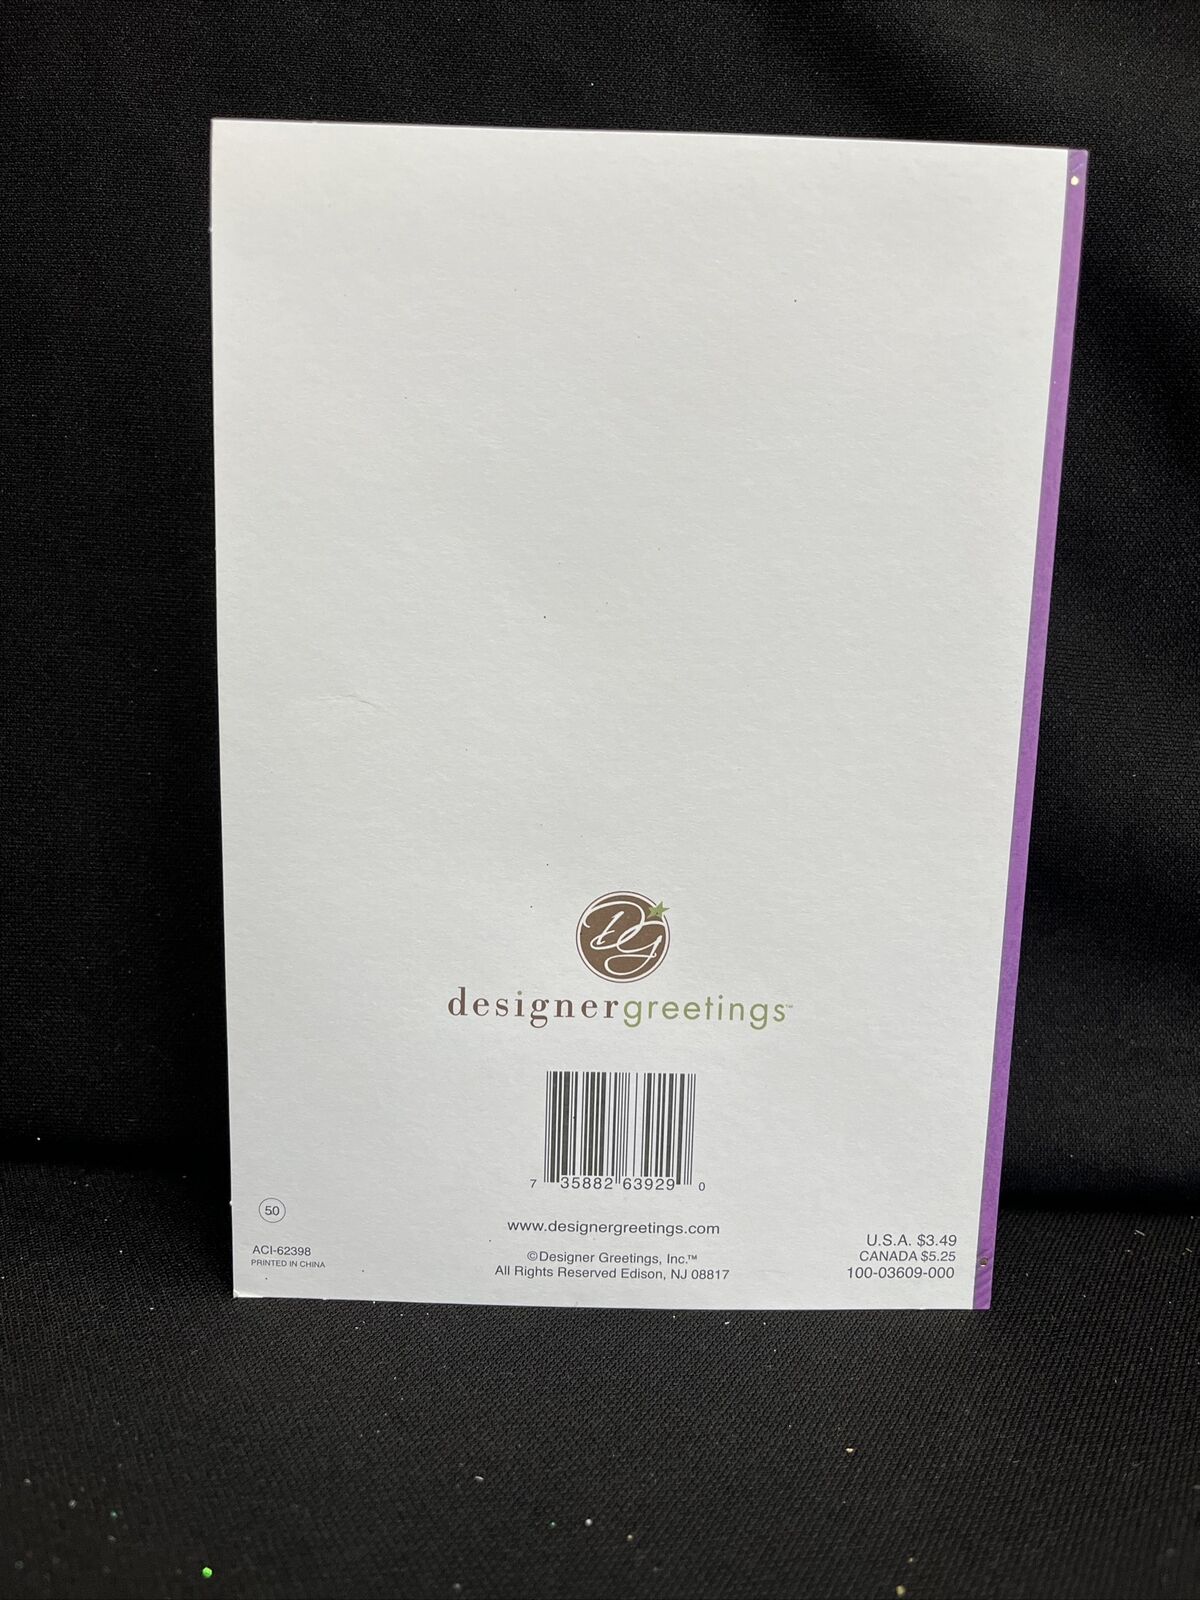 DG
designergreetings™
7 35882 63929 0
50
www.designergreetings.com
ACI-62398
PRINTED IN CHINA
©Designer Greetings, Inc.™
All Rights Reserved Edison, NJ 08817
U.S.A. $3.49
CANADA $5.25
100-03609-000